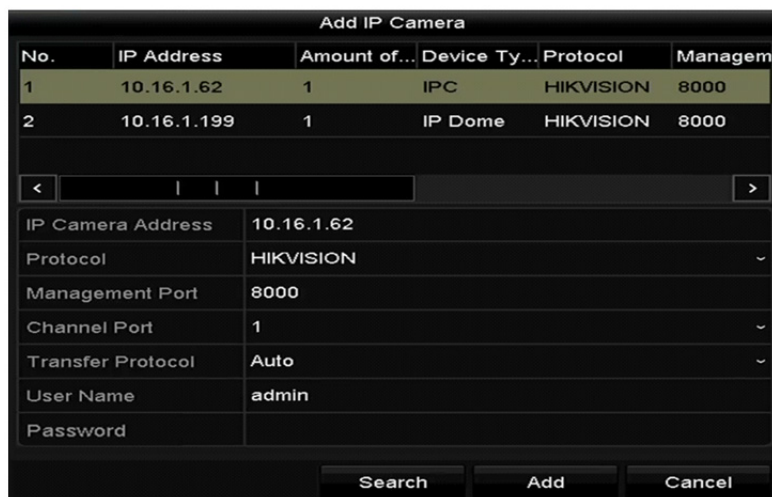 Add IP Camera
No. IP Address Amount of... Device Ty... Protocol Managem
1 10.16.1.62 1 IPC HIKVISION 8000
2 10.16.1.199 1 IP Dome HIKVISION 8000
IP Camera Address 10.16.1.62
Protocol HIKVISION
Management Port 8000
Channel Port 1
Transfer Protocol Auto
User Name admin
Password
Search Add Cancel